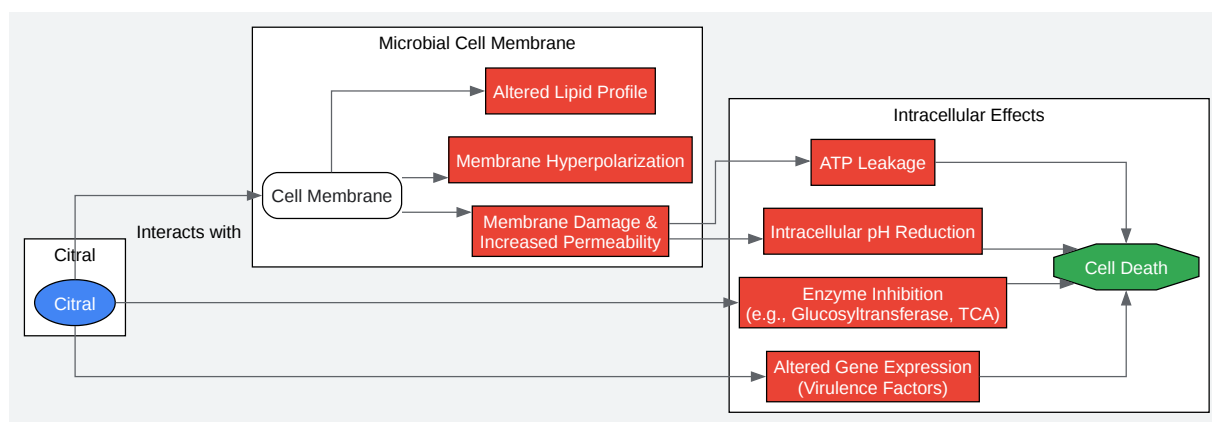 Microbial Cell Membrane
Altered Lipid Profile
Membrane Hyperpolarization
Cell Membrane
Membrane Damage &
Increased Permeability
Interacts with
Citral
Citral
Intracellular Effects
ATP Leakage
Intracellular pH Reduction
Cell Death
Enzyme Inhibition
(e.g., Glucosyltransferase, TCA)
Altered Gene Expression
(Virulence Factors)